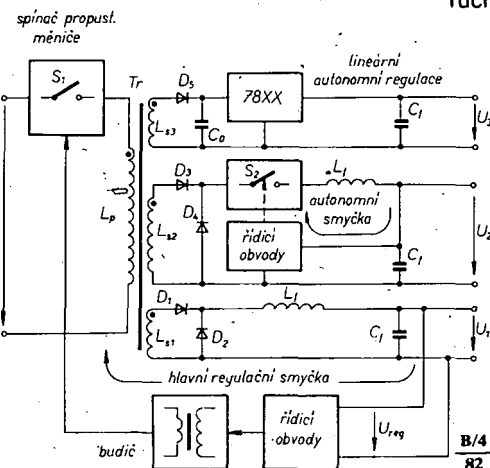 spínač propust.
měniče
S₁
Tr
D₅
78XX
lineární
autonomní regulace
Lₛ₃
C₀
C₁
U₃
D₃
S₂
L₁
Lₚ
D₄
autonomní
smyčka
Lₛ₂
řídicí
obvody
C₁
U₂
D₁
L₁
Lₛ₁
D₂
C₁
U₁
hlavní regulační smyčka
budič
řídicí
obvody
U_reg
B/4
82